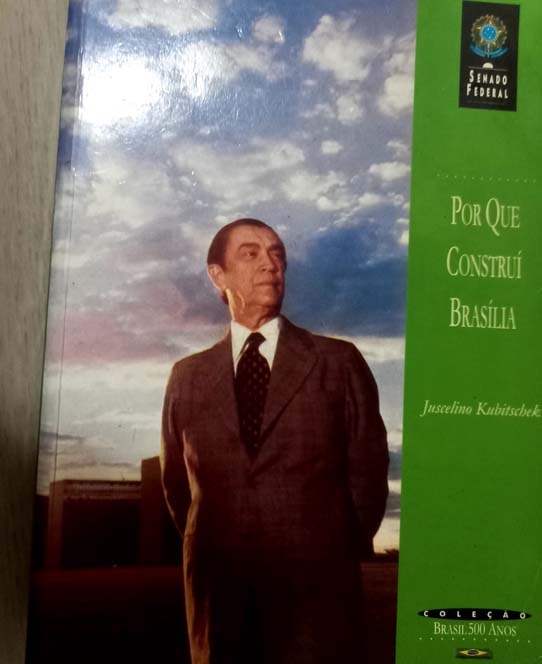 SENADO
FEDERAL
POR QUE
CONSTRUÍ
BRASÍLIA
Juscelino Kubitschek
COLEÇÃO
BRASIL 500 ANOS